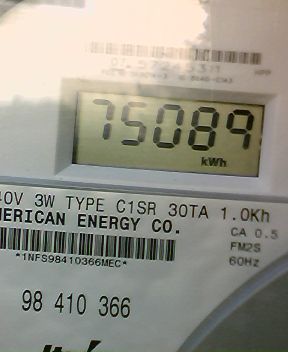 75089
kWh
40V 3W TYPE C1SR 30TA 1.0Kh
MERICAN ENERGY CO.
CA 0.5
FM2S
60Hz
*1NFS98410366MEC*
98 410 366